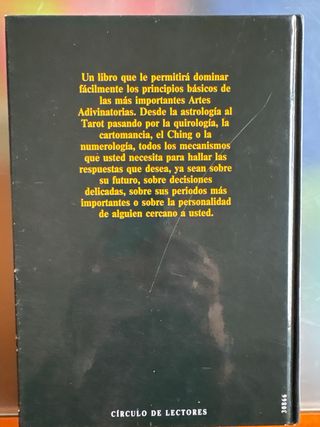 Un libro que le permitirá dominar
fácilmente los principios básicos de
las más importantes Artes
Adivinatorias. Desde la astrología al
Tarot pasando por la quirología, la
cartomancia, el Ching o la
numerología, todos los mecanismos
que usted necesita para hallar las
respuestas que desea, ya sean sobre
su futuro, sobre decisiones
delicadas, sobre sus periodos más
importantes o sobre la personalidad
de alguien cercano a usted.
CÍRCULO DE LECTORES
30866